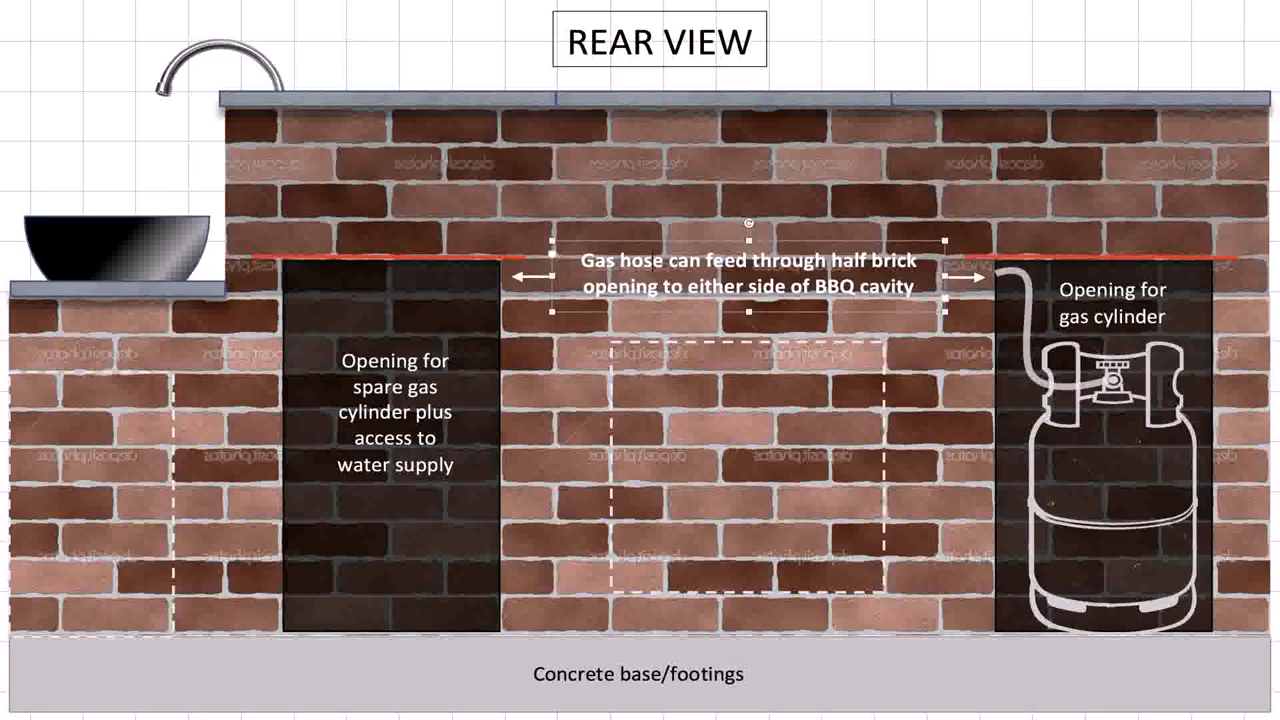 REAR VIEW
Gas hose can feed through half brick
opening to either side of BBQ cavity
Opening for
gas cylinder
Opening for
spare gas
cylinder plus
access to
water supply
Concrete base/footings